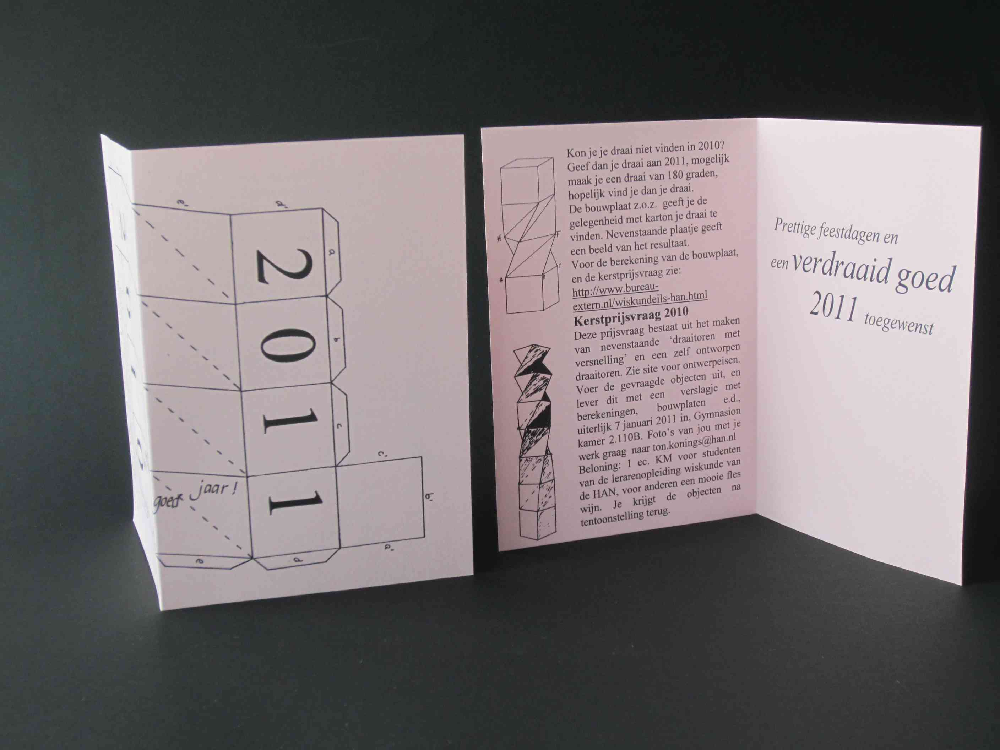 e'
d'
a
2
b
0
c
1
c'
goed jaar!
1
b'
a'
e
d
Kon je je draai niet vinden in 2010?
Geef dan je draai aan 2011, mogelijk
maak je een draai van 180 graden,
hopelijk vind je dan je draai.
De bouwplaat z.o.z. geeft je de
gelegenheid met karton je draai te
vinden. Nevenstaande plaatje geeft
een beeld van het resultaat.
Voor de berekening van de bouwplaat,
en de kerstprijsvraag zie:
http://www.bureau-
extern.nl/wiskundeils-han.html
H
F
C
A
B
Kerstprijsvraag 2010
Deze prijsvraag bestaat uit het maken
van nevenstaande ‘draaitoren met
versnelling’ en een zelf ontworpen
draaitoren. Zie site voor ontwerpeisen.
Voer de gevraagde objecten uit, en
lever dit met een verslagje met
berekeningen, bouwplaten e.d.,
uiterlijk 7 januari 2011 in, Gymnasion
kamer 2.110B. Foto’s van jou met je
werk graag naar ton.konings@han.nl
Beloning: 1 ec. KM voor studenten
van de lerarenopleiding wiskunde van
de HAN, voor anderen een mooie fles
wijn. Je krijgt de objecten na
tentoonstelling terug.
Prettige feestdagen en
een verdraaid goed
2011 toegewenst